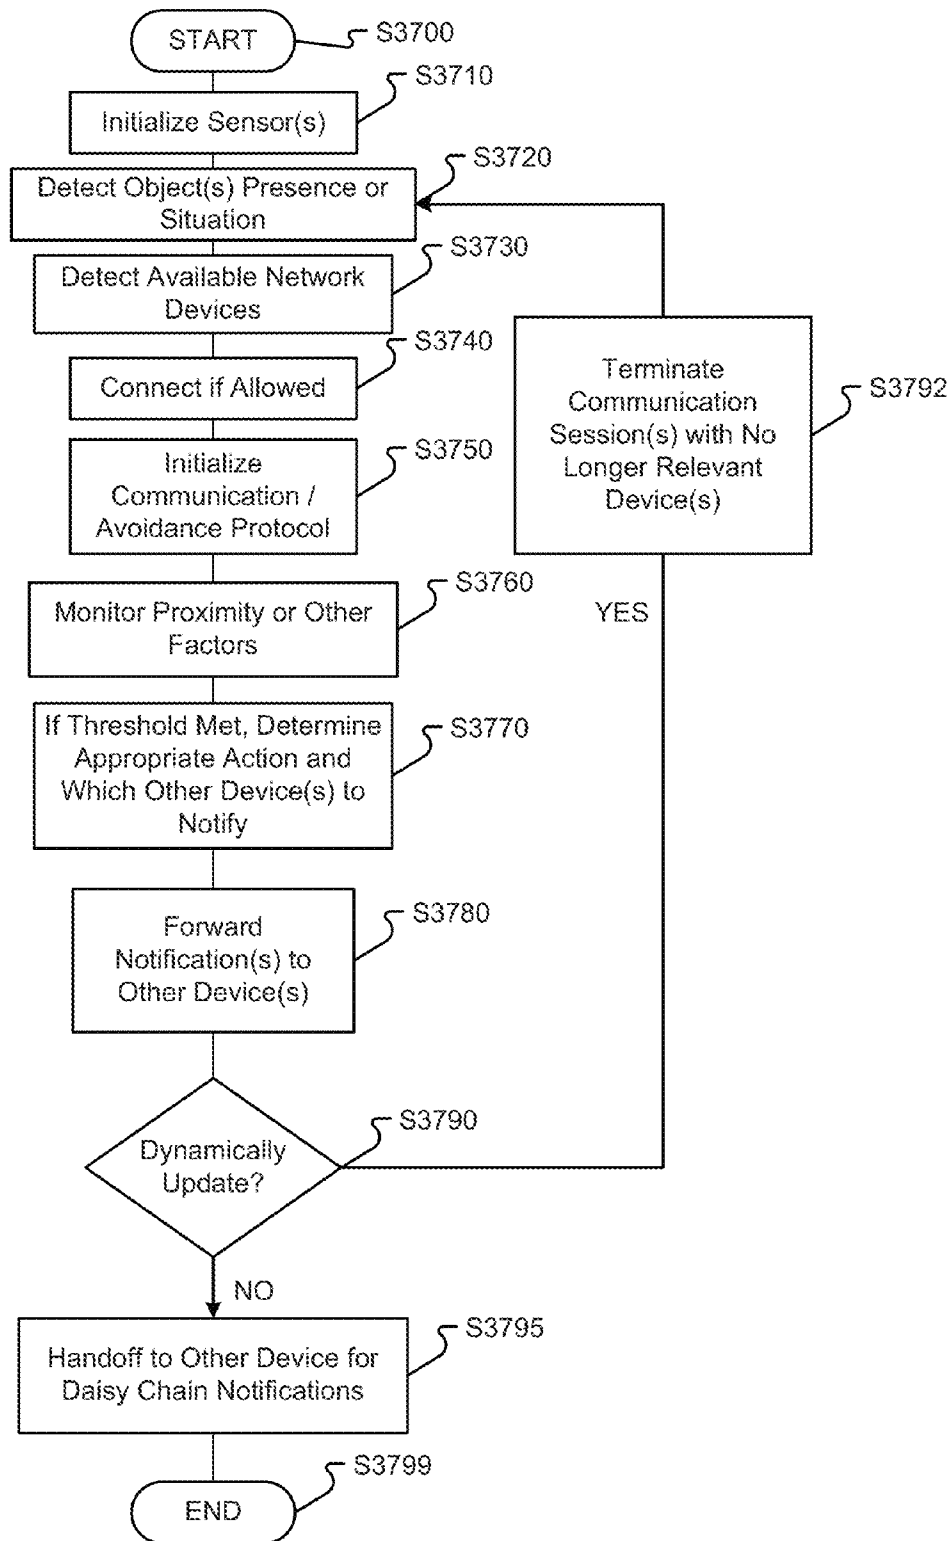 START
S3700
S3710
Initialize Sensor(s)
S3720
Detect Object(s) Presence or
Situation
S3730
Detect Available Network
Devices
S3740
Connect if Allowed
S3750
Initialize
Communication /
Avoidance Protocol
S3760
Monitor Proximity or Other
Factors
S3770
If Threshold Met, Determine
Appropriate Action and
Which Other Device(s) to
Notify
S3780
Forward
Notification(s) to
Other Device(s)
S3790
Dynamically
Update?
YES
Terminate
Communication
Session(s) with No
Longer Relevant
Device(s)
S3792
NO
S3795
Handoff to Other Device for
Daisy Chain Notifications
S3799
END